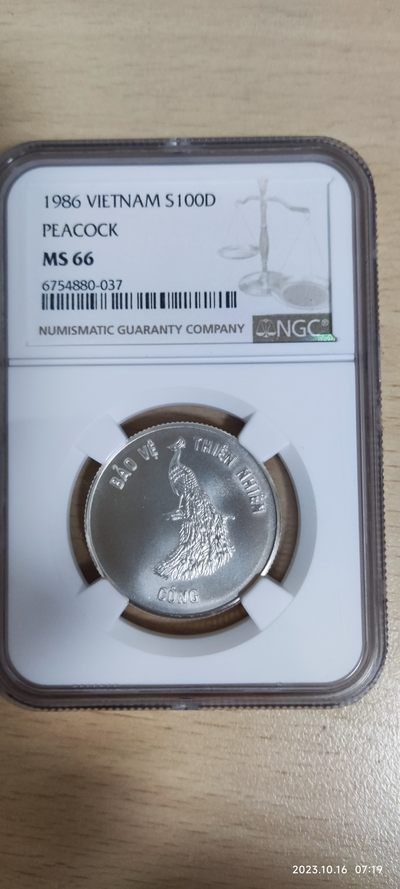 1986 VIETNAM S100D
PEACOCK
MS 66
6754880-037
NUMISMATIC GUARANTY COMPANY NGC®
BẢO VỆ THIÊN NHIÊN
CÔNG
2023.10.16 07:19